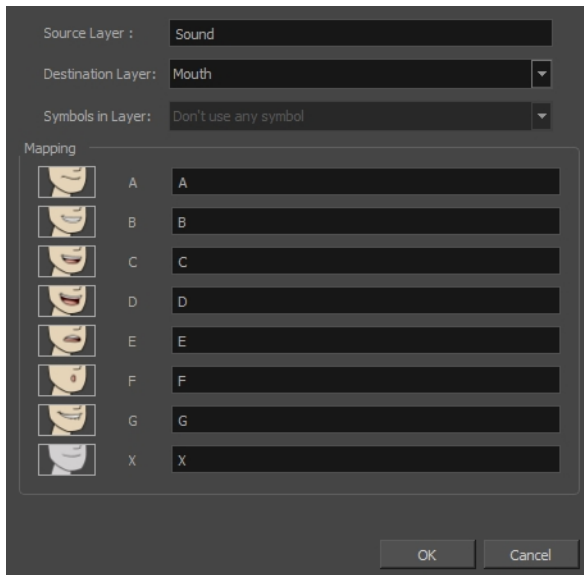 Source Layer : Sound
Destination Layer: Mouth
Symbols in Layer: Don't use any symbol
Mapping
A A
B B
C C
D D
E E
F F
G G
X X
OK Cancel